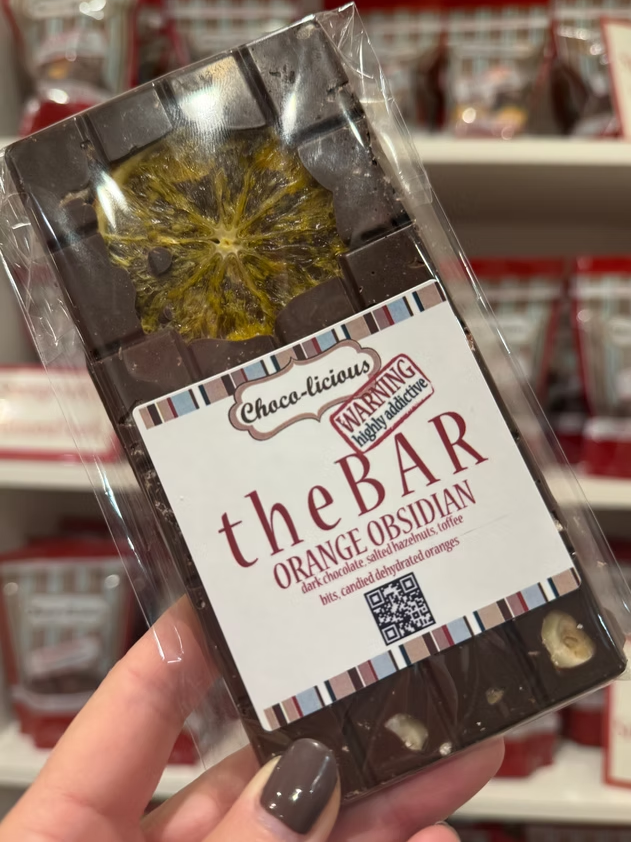 Choco-licious
WARNING
highly addictive
theBAR
ORANGE OBSIDIAN
dark chocolate, salted hazelnuts, toffee
bits, candied dehydrated oranges